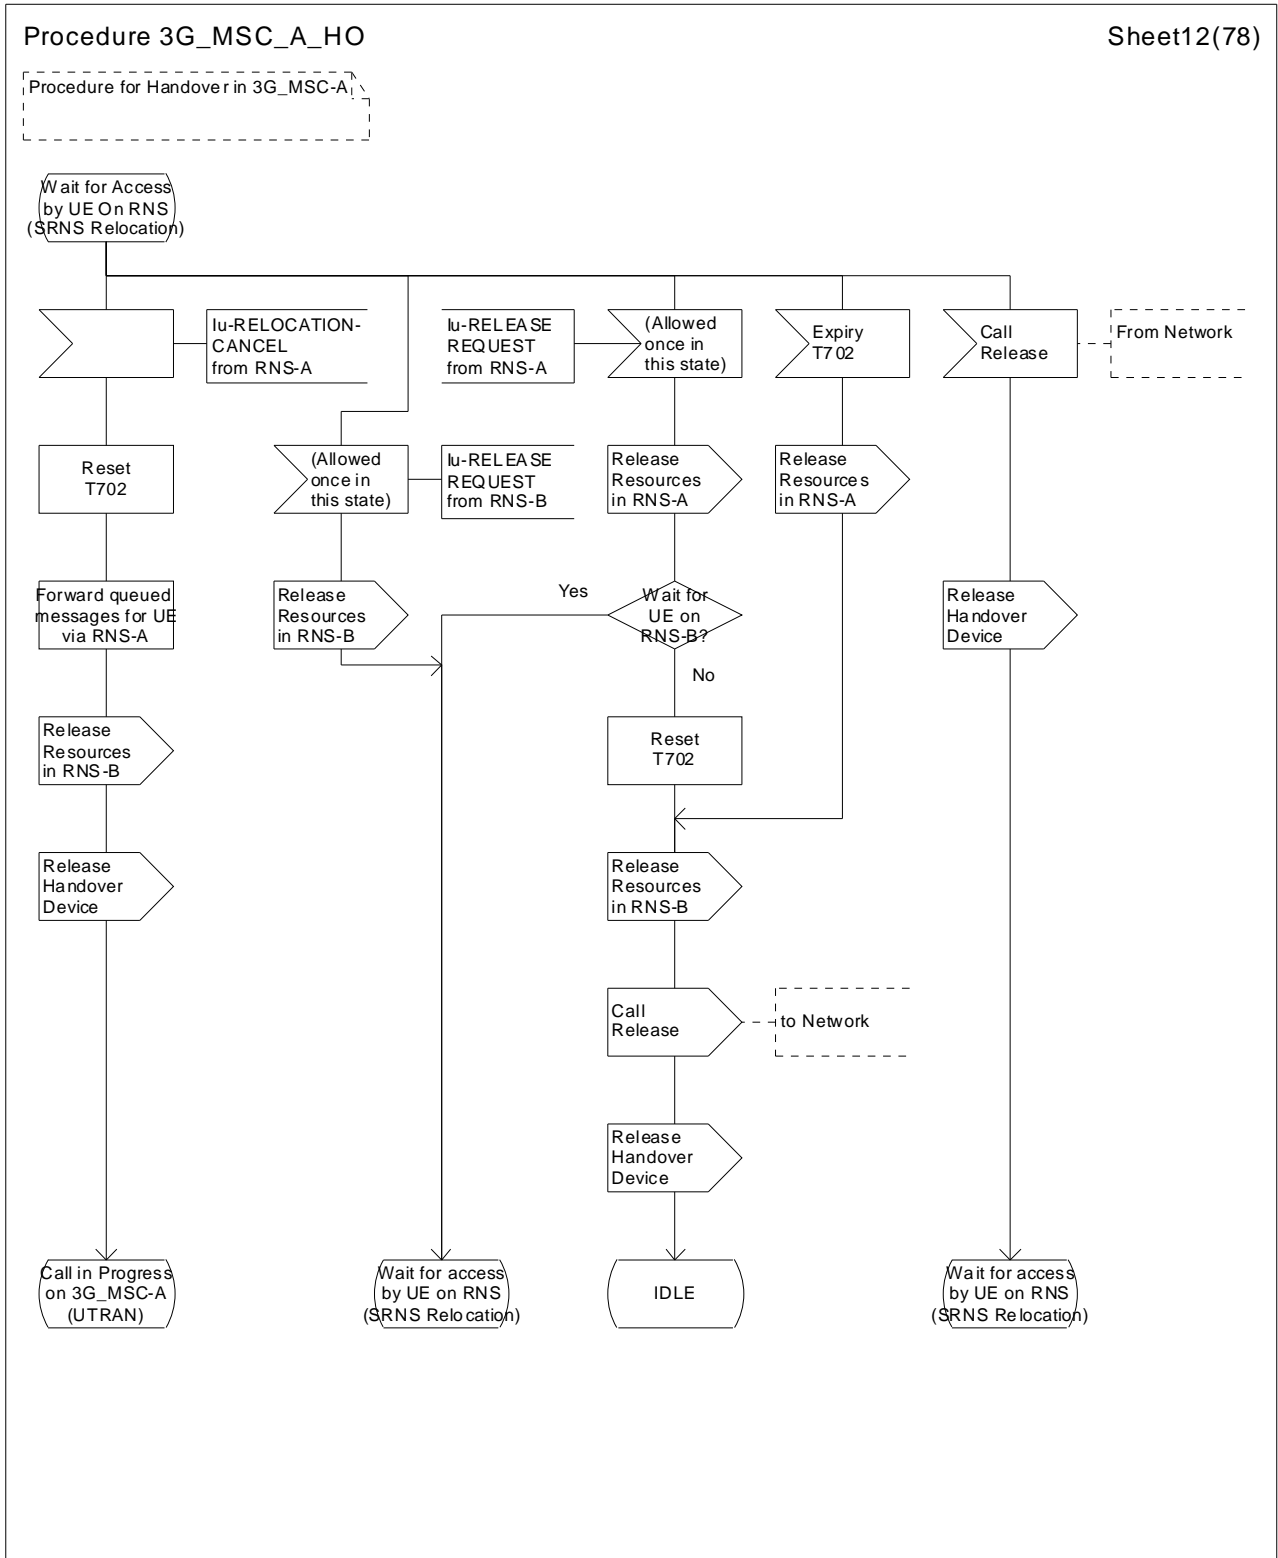 Procedure 3G_MSC_A_HO
Sheet12(78)
Procedure for Handover in 3G_MSC-A
Wait for Access
by UE On RNS
(SRNS Relocation)
Iu-RELOCATION-
CANCEL
from RNS-A
Iu-RELEASE
REQUEST
from RNS-A
(Allowed
once in
this state)
Expiry
T702
Call
Release
From Network
Reset
T702
(Allowed
once in
this state)
Iu-RELEASE
REQUEST
from RNS-B
Release
Resources
in RNS-A
Release
Resources
in RNS-A
Forward queued
messages for UE
via RNS-A
Release
Resources
in RNS-B
Yes
Wait for
UE on
RNS-B?
No
Release
Handover
Device
Release
Resources
in RNS-B
Reset
T702
Release
Handover
Device
Release
Resources
in RNS-B
Call
Release
to Network
Release
Handover
Device
Call in Progress
on 3G_MSC-A
(UTRAN)
Wait for access
by UE on RNS
(SRNS Relocation)
IDLE
Wait for access
by UE on RNS
(SRNS Relocation)